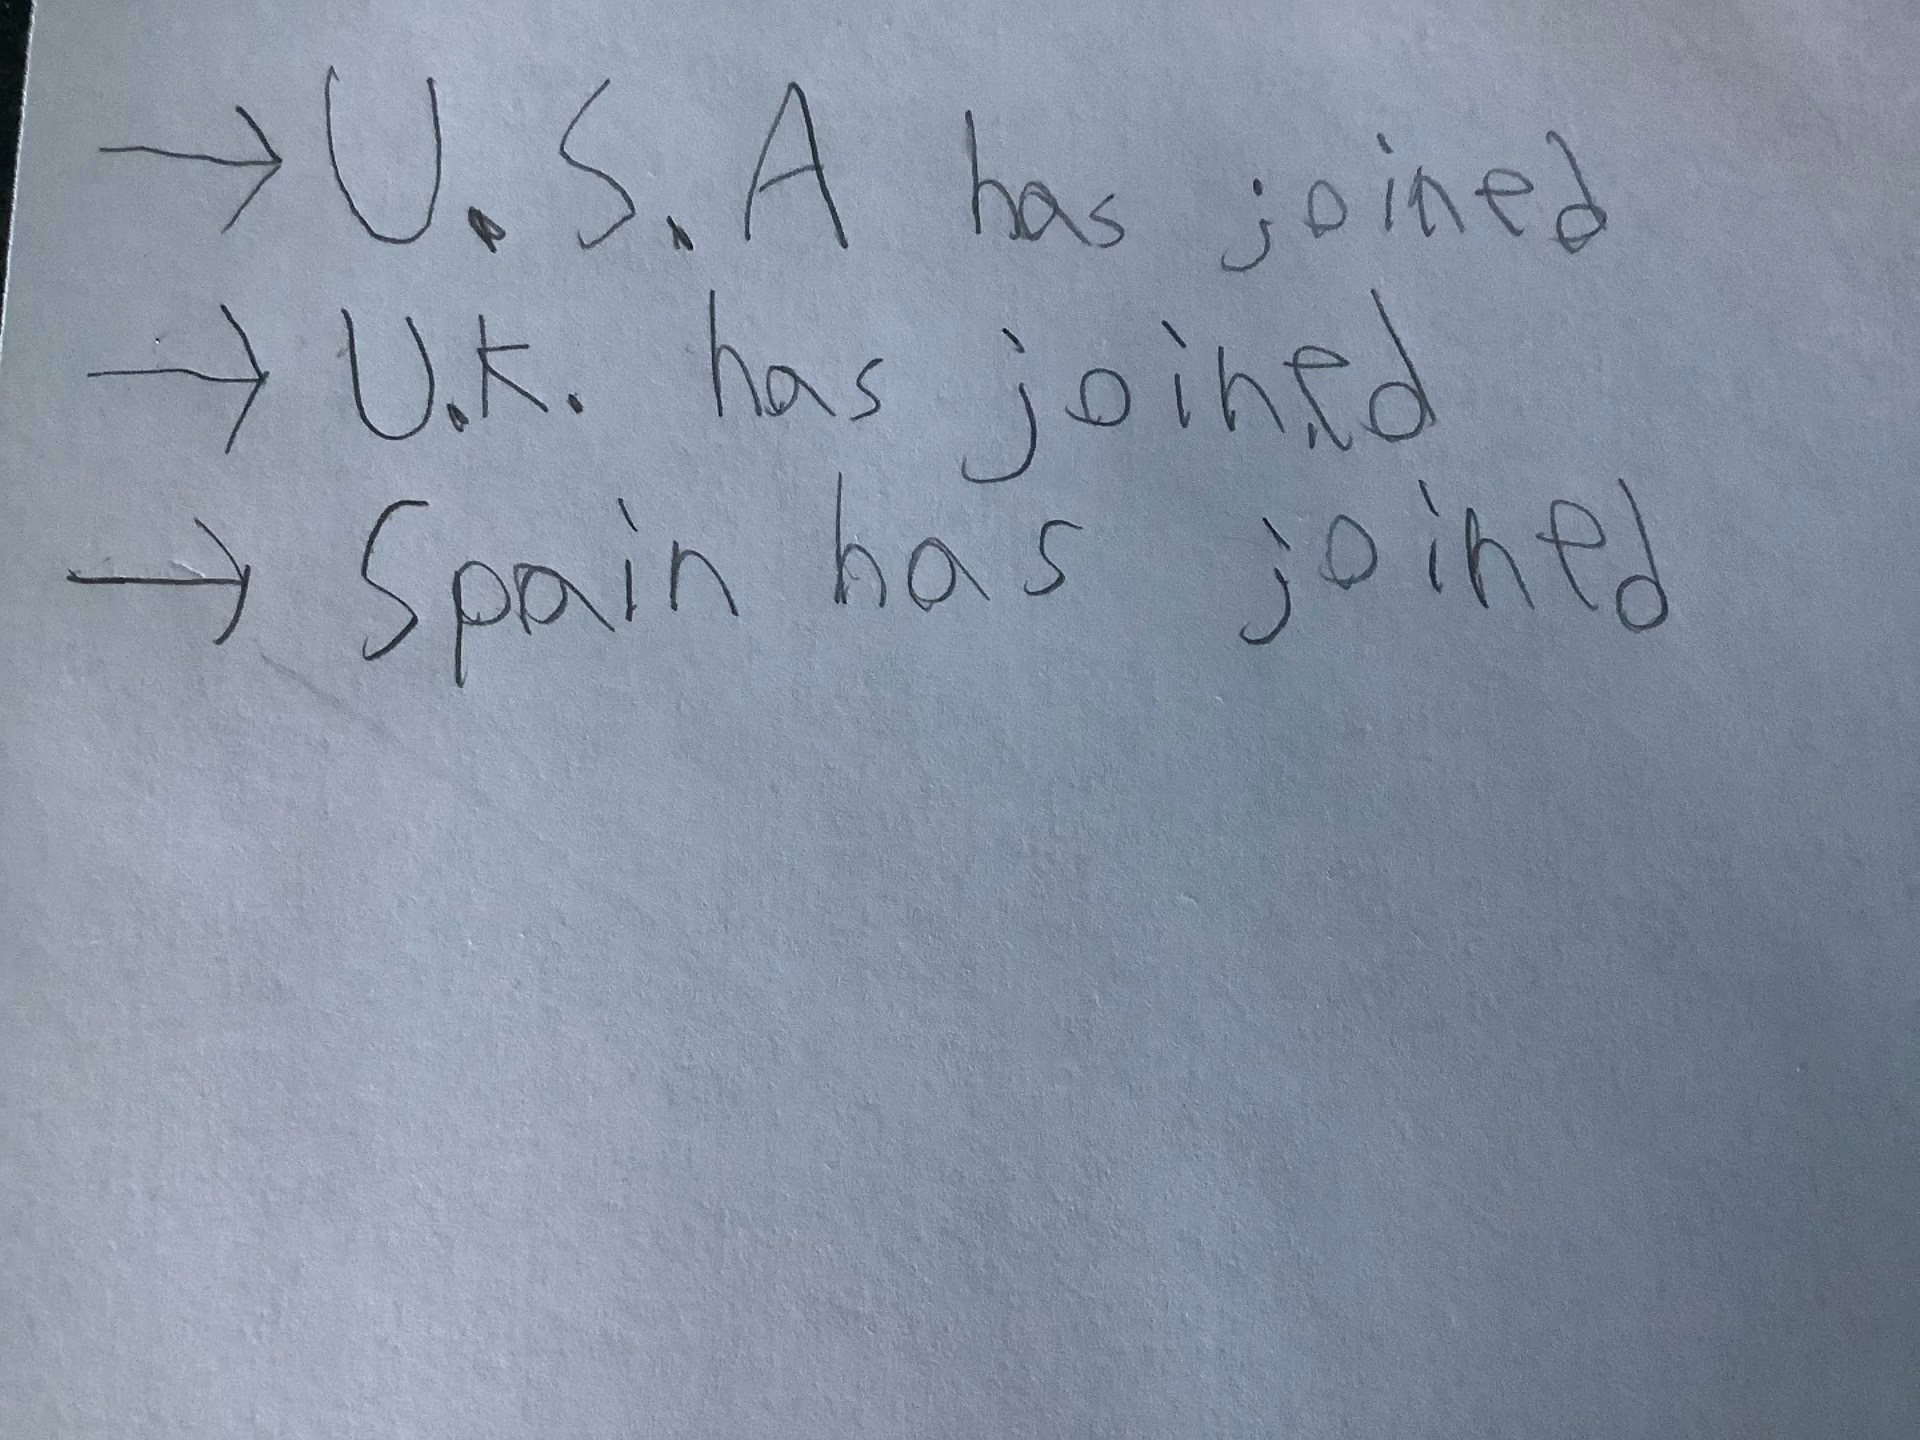 → U.S.A has joined
→ U.K. has joined
→ Spain has joined